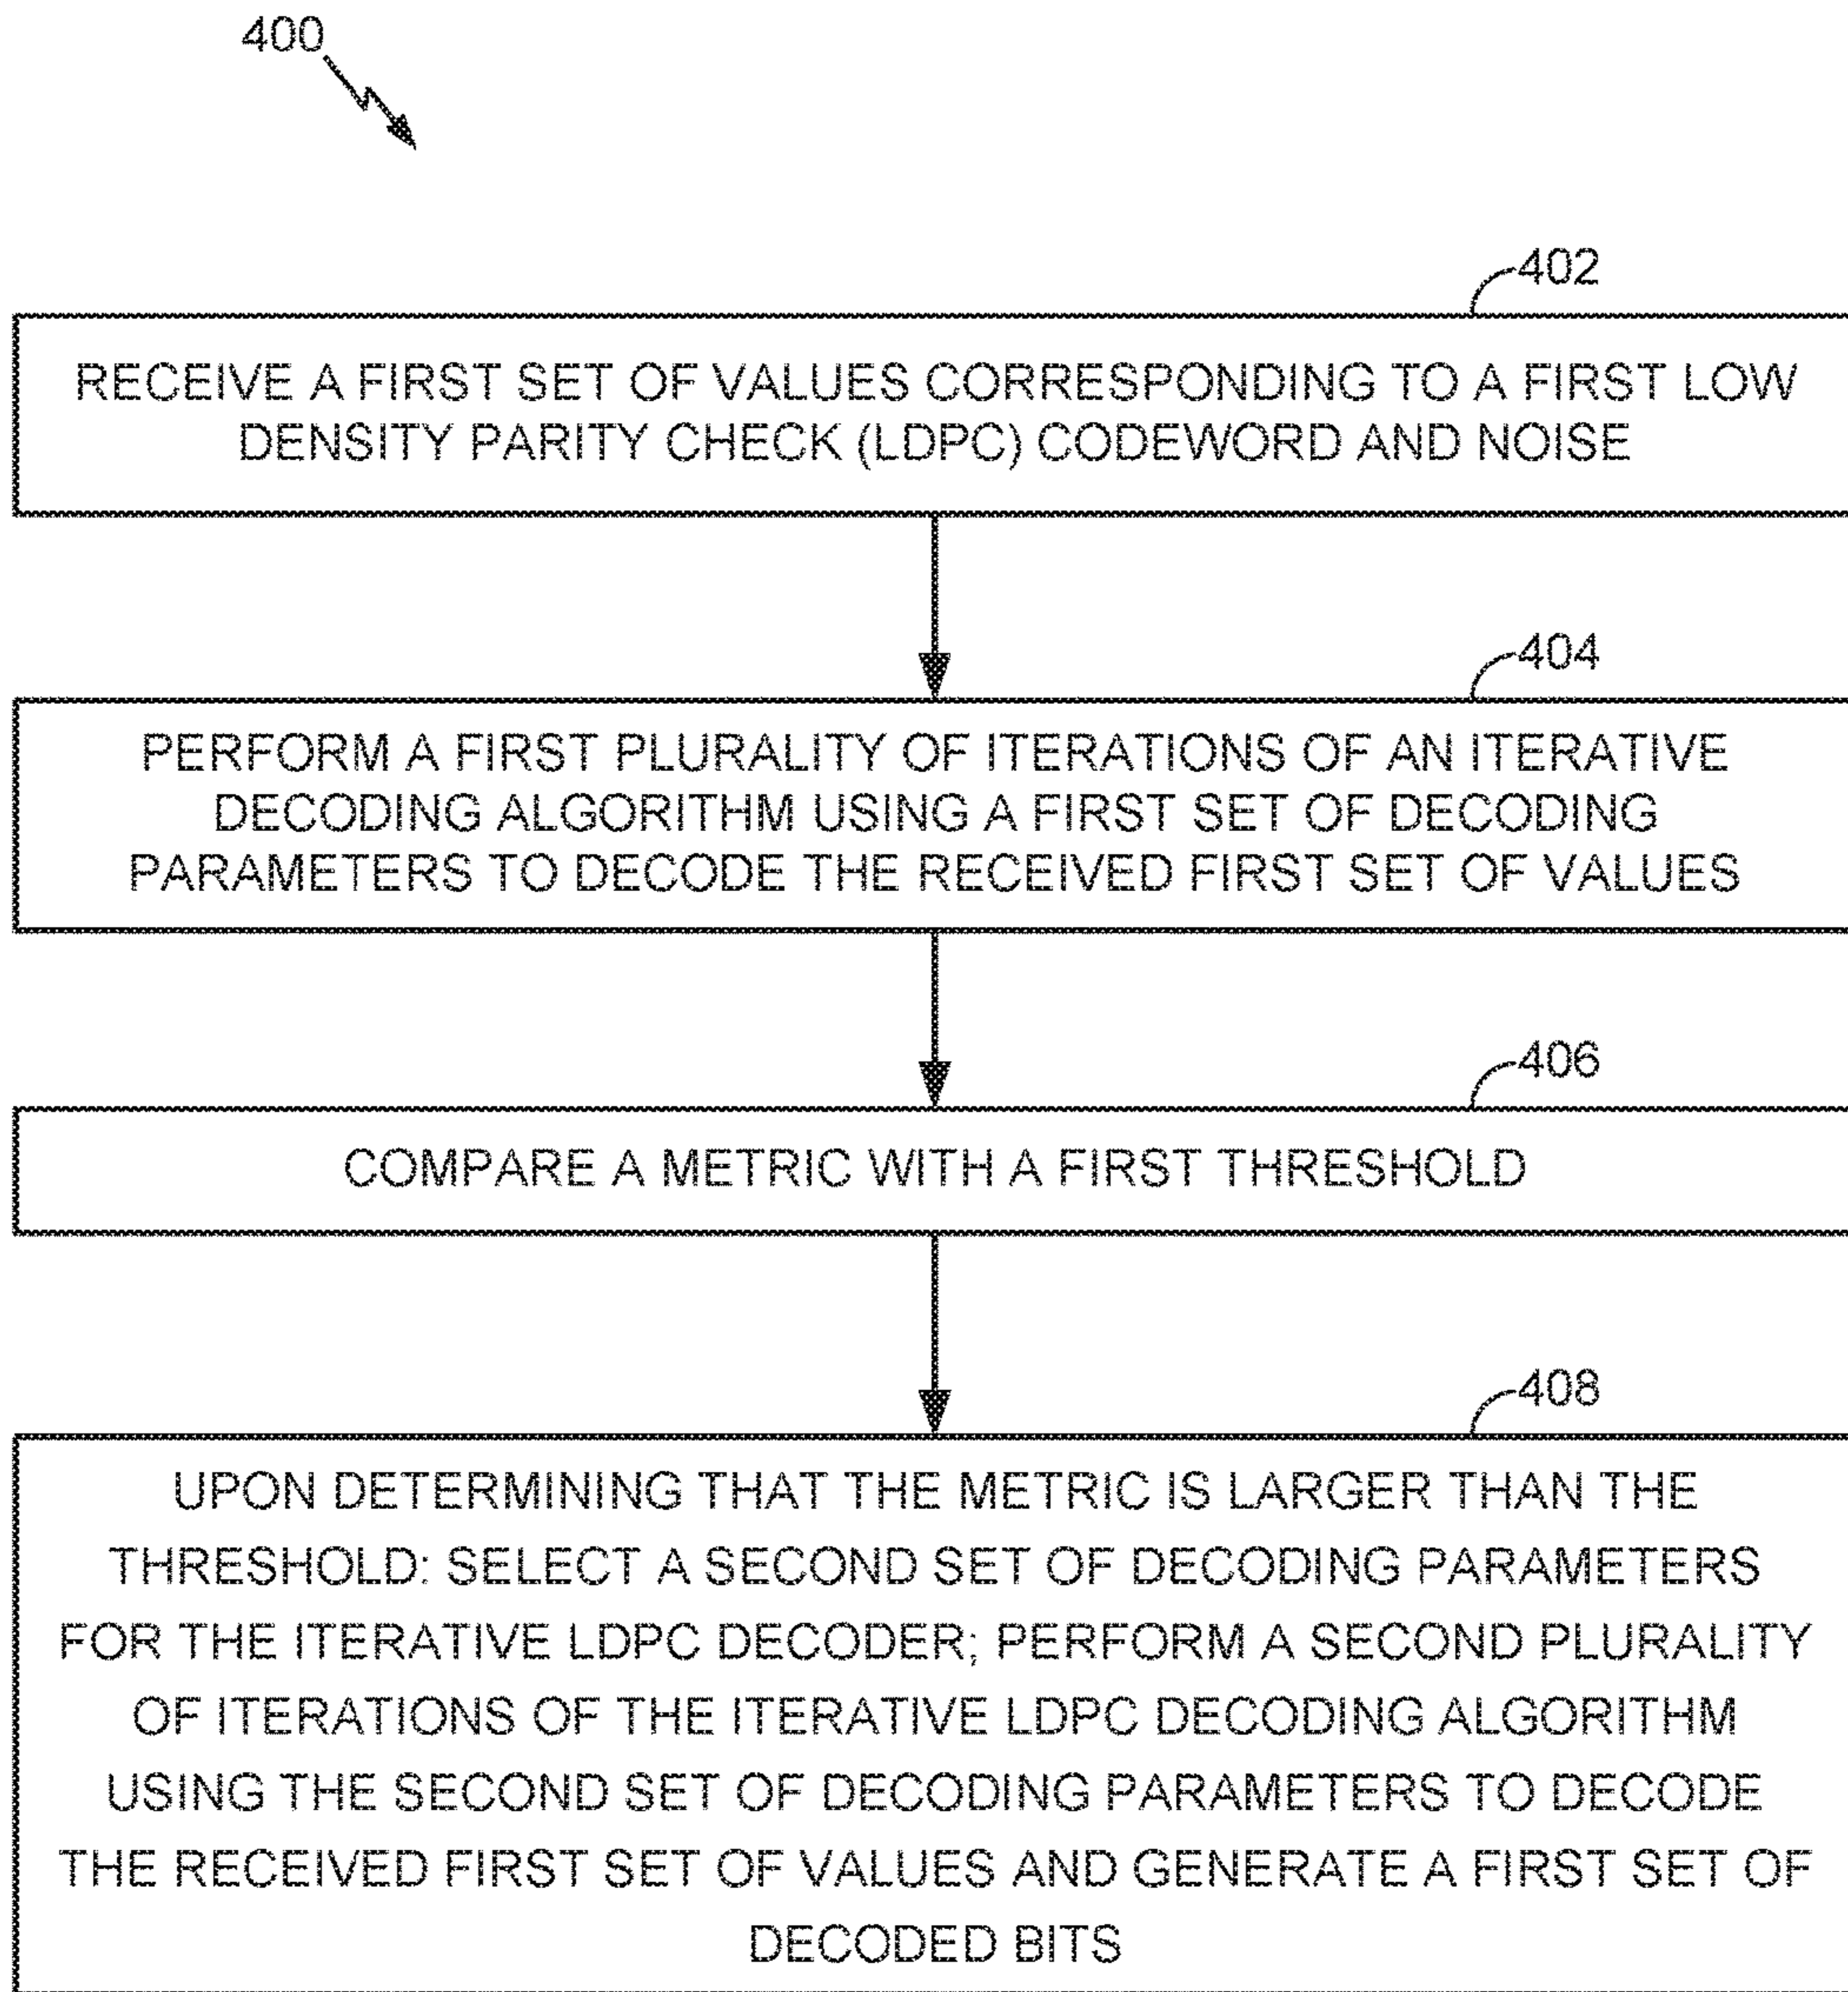 400
402
RECEIVE A FIRST SET OF VALUES CORRESPONDING TO A FIRST LOW
DENSITY PARITY CHECK (LDPC) CODEWORD AND NOISE
404
PERFORM A FIRST PLURALITY OF ITERATIONS OF AN ITERATIVE
DECODING ALGORITHM USING A FIRST SET OF DECODING
PARAMETERS TO DECODE THE RECEIVED FIRST SET OF VALUES
406
COMPARE A METRIC WITH A FIRST THRESHOLD
408
UPON DETERMINING THAT THE METRIC IS LARGER THAN THE
THRESHOLD: SELECT A SECOND SET OF DECODING PARAMETERS
FOR THE ITERATIVE LDPC DECODER; PERFORM A SECOND PLURALITY
OF ITERATIONS OF THE ITERATIVE LDPC DECODING ALGORITHM
USING THE SECOND SET OF DECODING PARAMETERS TO DECODE
THE RECEIVED FIRST SET OF VALUES AND GENERATE A FIRST SET OF
DECODED BITS